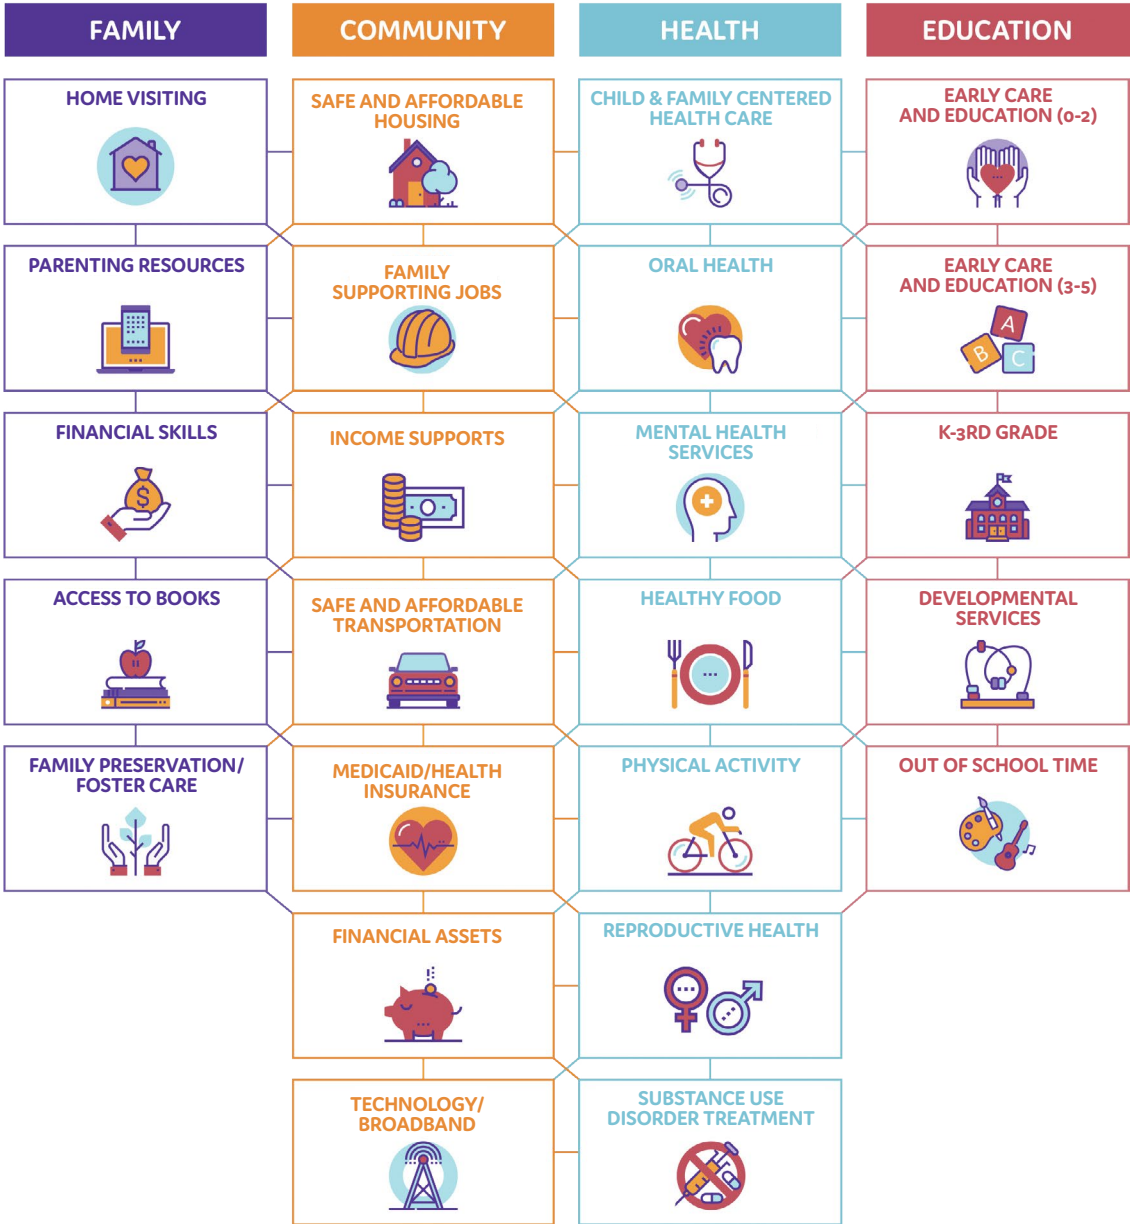 FAMILY
COMMUNITY
HEALTH
EDUCATION
HOME VISITING
SAFE AND AFFORDABLE
HOUSING
CHILD & FAMILY CENTERED
HEALTH CARE
EARLY CARE
AND EDUCATION (0-2)
PARENTING RESOURCES
FAMILY
SUPPORTING JOBS
ORAL HEALTH
EARLY CARE
AND EDUCATION (3-5)
A
B
C
FINANCIAL SKILLS
$
INCOME SUPPORTS
MENTAL HEALTH
SERVICES
K-3RD GRADE
ACCESS TO BOOKS
SAFE AND AFFORDABLE
TRANSPORTATION
HEALTHY FOOD
DEVELOPMENTAL
SERVICES
FAMILY PRESERVATION/
FOSTER CARE
MEDICAID/HEALTH
INSURANCE
PHYSICAL ACTIVITY
OUT OF SCHOOL TIME
FINANCIAL ASSETS
REPRODUCTIVE HEALTH
TECHNOLOGY/
BROADBAND
SUBSTANCE USE
DISORDER TREATMENT